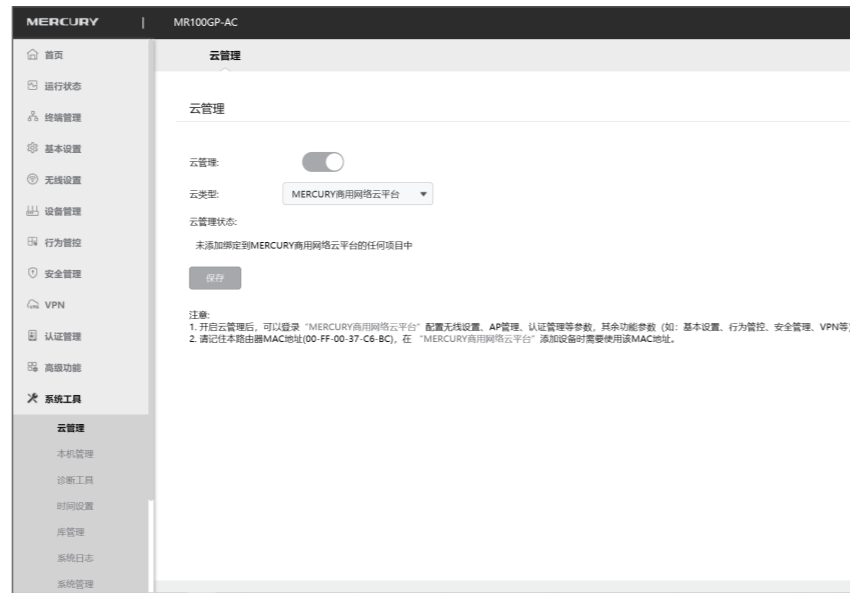 MERCURY | MR100GP-AC
首页
运行状态
终端管理
基本设置
无线设置
设备管理
行为管控
安全管理
VPN
认证管理
高级功能
系统工具
云管理
本机管理
诊断工具
时间设置
库管理
系统日志
系统管理
云管理
云管理
云管理:
云类型: MERCURY商用网络云平台
云管理状态:
未添加绑定到MERCURY商用网络云平台的任何项目中
保存
注意:
1. 开启云管理后，可以登录“MERCURY商用网络云平台”配置无线设置、AP管理、认证管理等参数，其余功能参数（如：基本设置、行为管控、安全管理、VPN等
2. 请记住本路由器MAC地址(00-FF-00-37-C6-BC)，在 “MERCURY商用网络云平台”添加设备时需要使用该MAC地址。